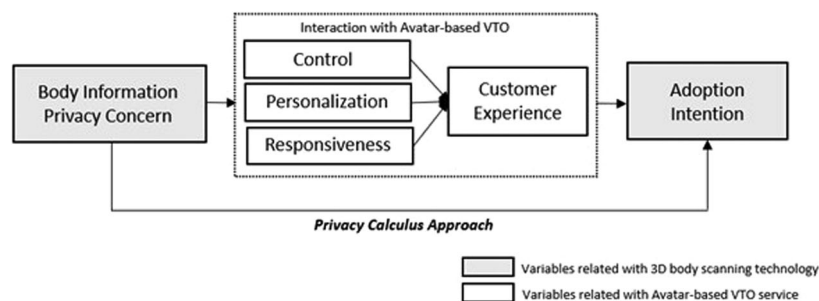 Interaction with Avatar-based VTO
Control
Personalization
Responsiveness
Customer
Experience
Body Information
Privacy Concern
Adoption
Intention
Privacy Calculus Approach
Variables related with 3D body scanning technology
Variables related with Avatar-based VTO service